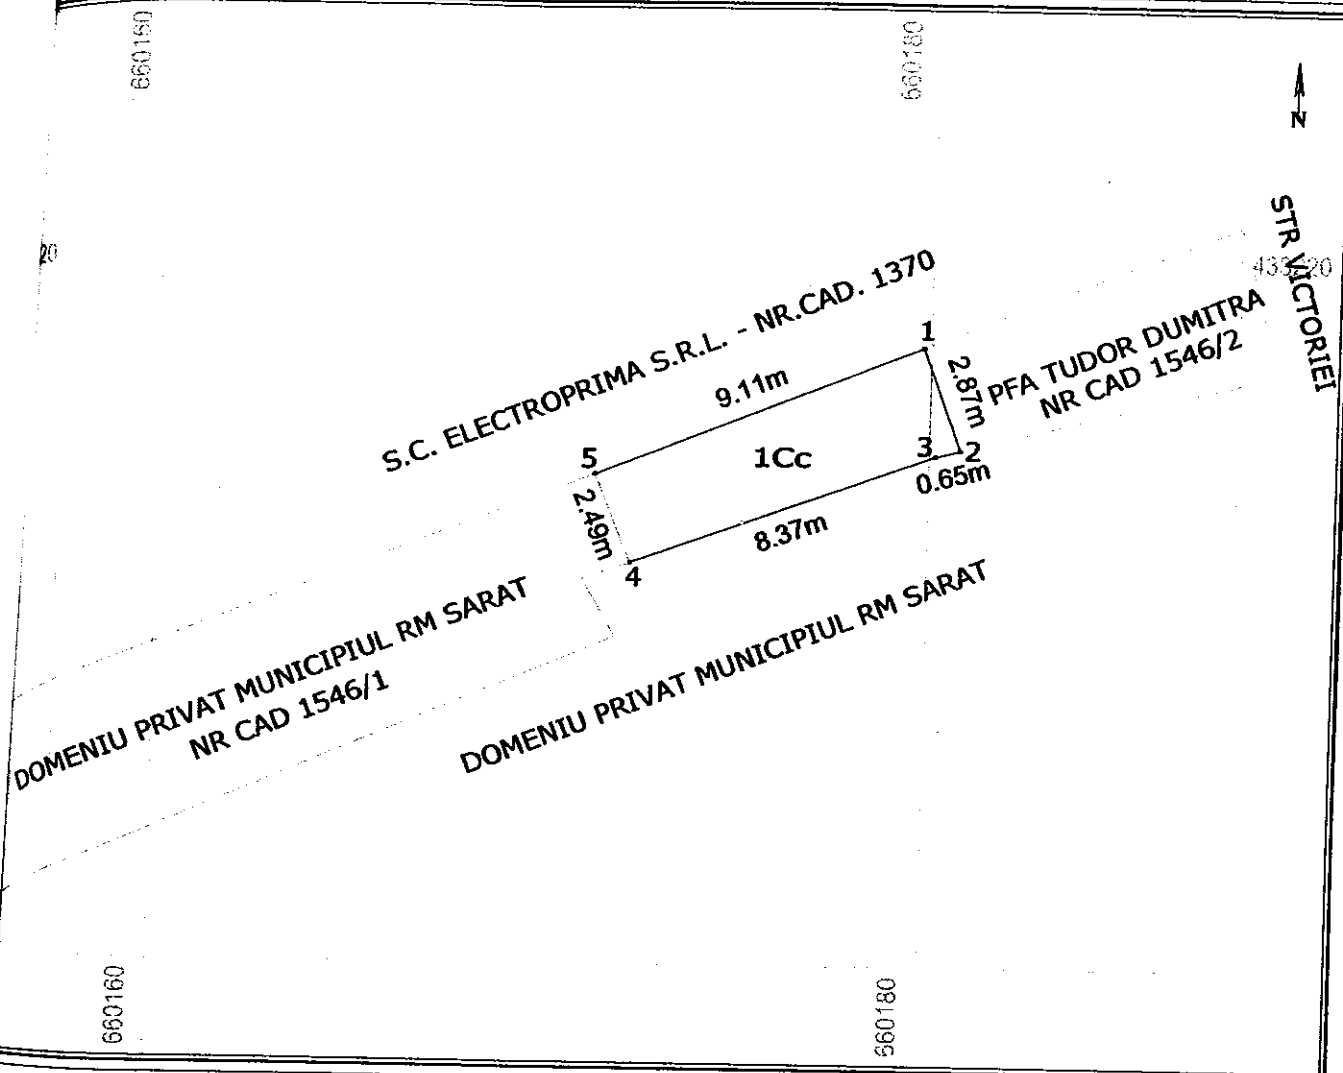 660160
660180
N
20
STR VICTORIEI
S.C. ELECTROPRIMA S.R.L. - NR.CAD. 1370
PFA TUDOR DUMITRA
NR CAD 1546/2
1
9.11m
2.87m
5
1Cc
3
2
0.65m
2.49m
8.37m
4
DOMENIU PRIVAT MUNICIPIUL RM SARAT
NR CAD 1546/1
DOMENIU PRIVAT MUNICIPIUL RM SARAT
660160
660180